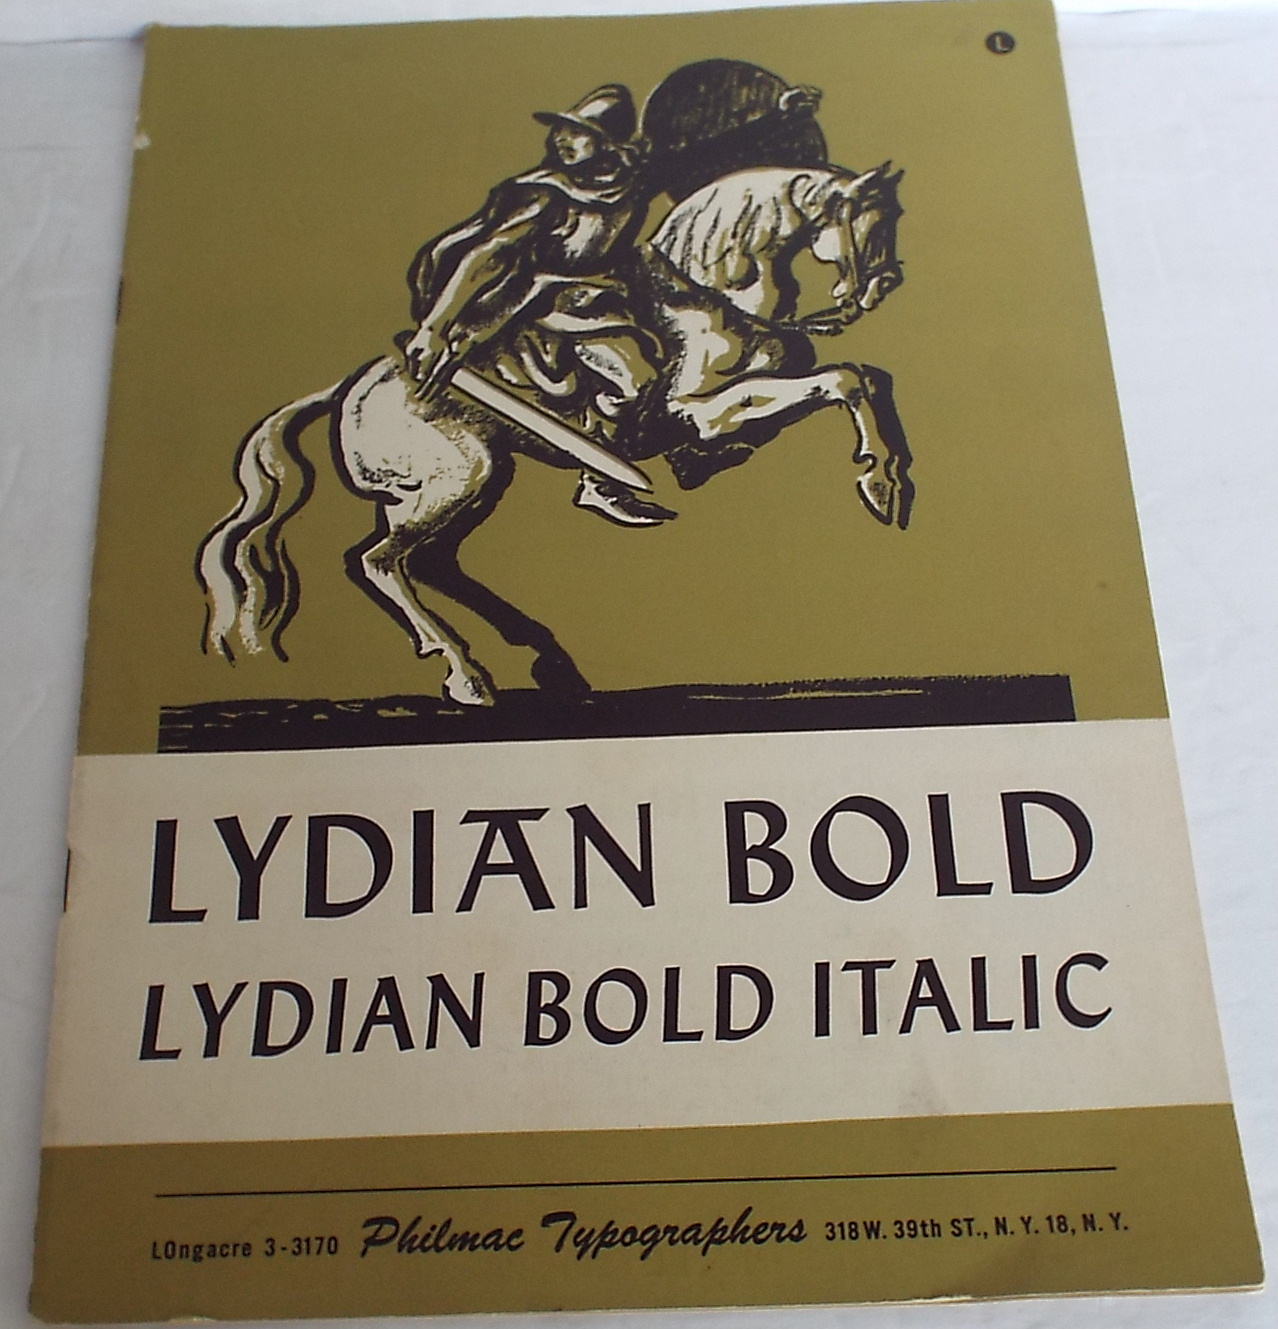 L
LYDIAN BOLD
LYDIAN BOLD ITALIC
LOngacre 3-3170 Philmac Typographers 318 W. 39th ST., N. Y. 18, N. Y.